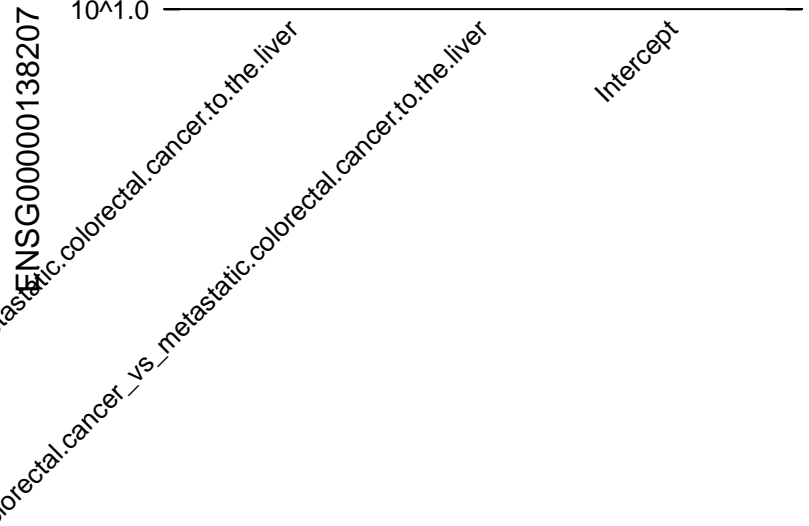 10^1.0
ENSG00000138207
metastatic.colorectal.cancer.to.the.liver
colorectal.cancer_vs_metastatic.colorectal.cancer.to.the.liver
Intercept